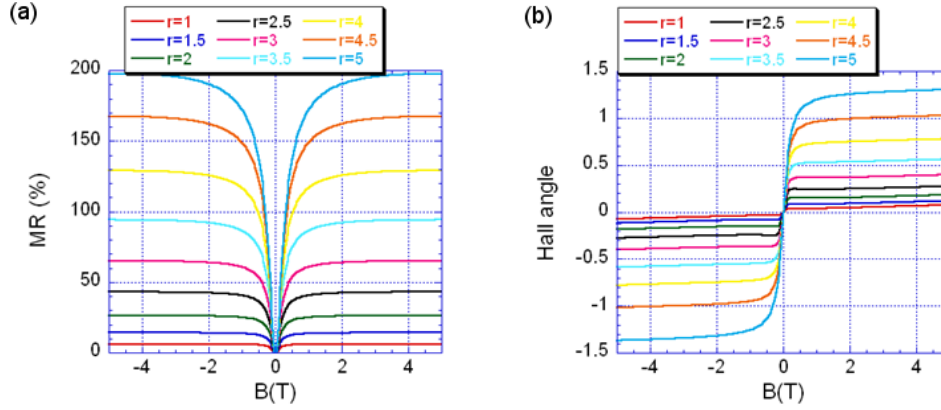 (a)
r=1 r=2.5 r=4
r=1.5 r=3 r=4.5
r=2 r=3.5 r=5
200
150
100
50
0
MR (%)
-4 -2 0 2 4
B(T)
(b)
r=1 r=2.5 r=4
r=1.5 r=3 r=4.5
r=2 r=3.5 r=5
1.5
1
0.5
0
-0.5
-1
-1.5
Hall angle
-4 -2 0 2 4
B(T)